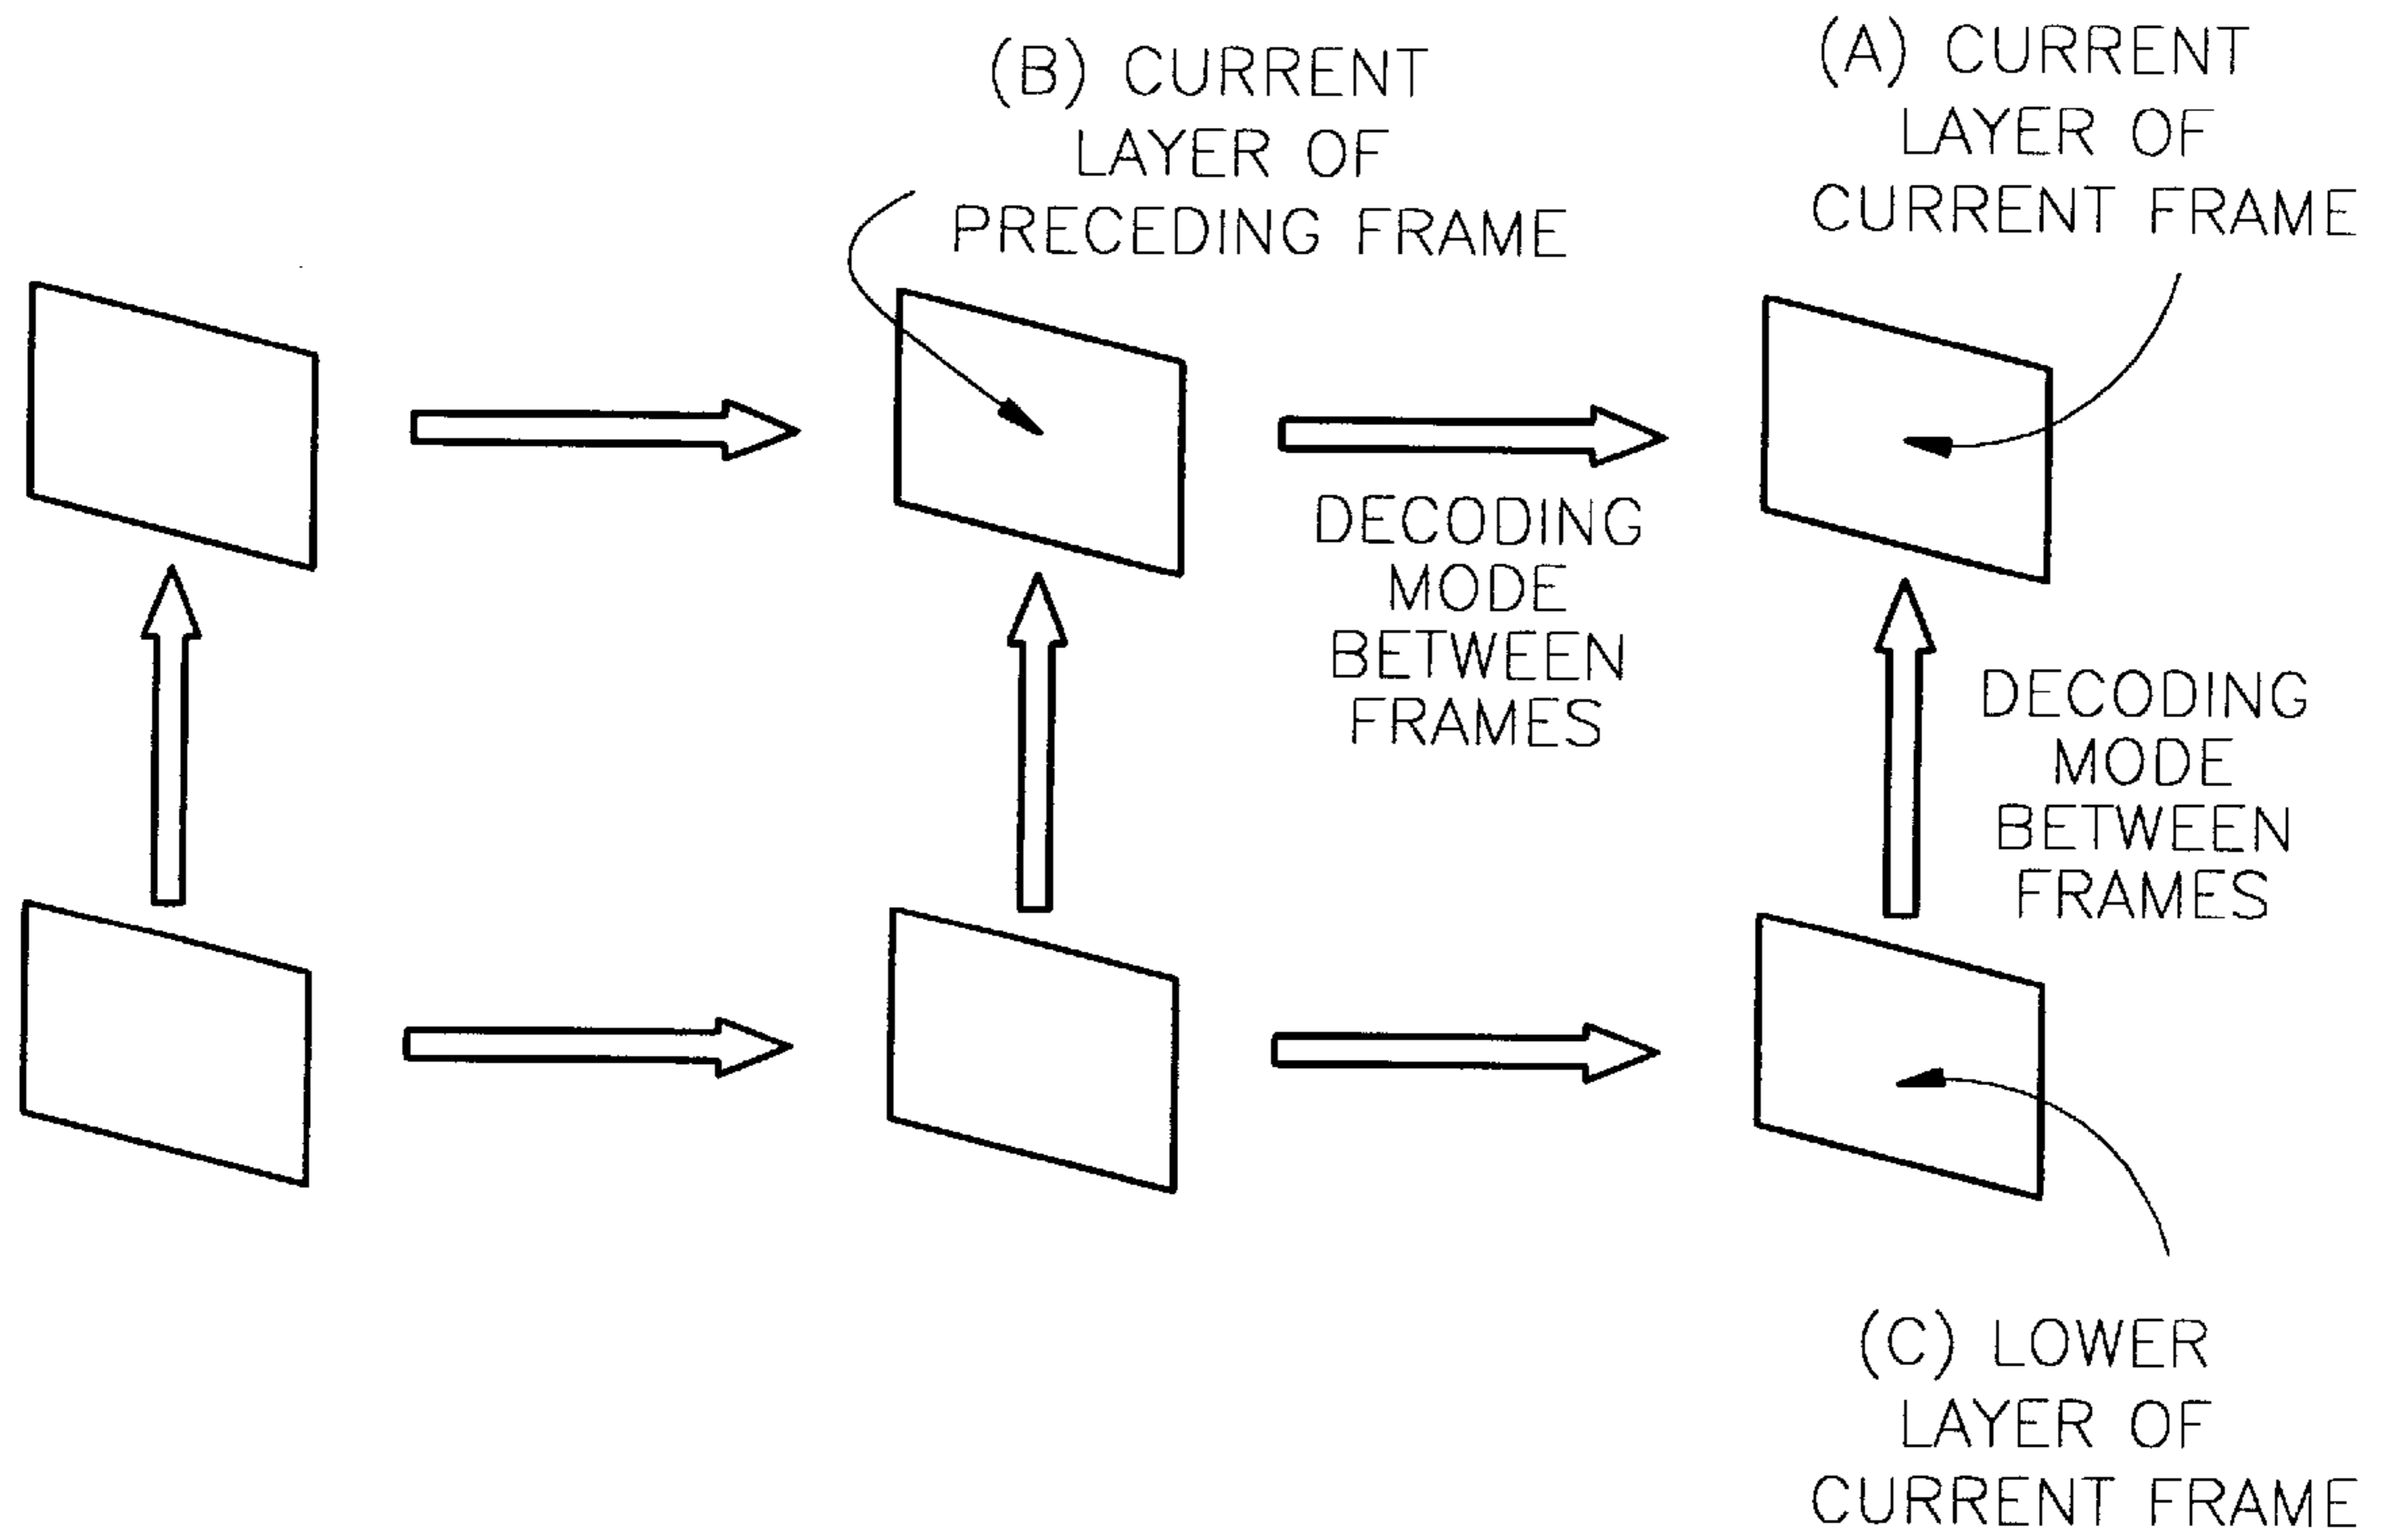 (B) CURRENT
LAYER OF
PRECEDING FRAME
(A) CURRENT
LAYER OF
CURRENT FRAME
DECODING
MODE
BETWEEN
FRAMES
DECODING
MODE
BETWEEN
FRAMES
(C) LOWER
LAYER OF
CURRENT FRAME